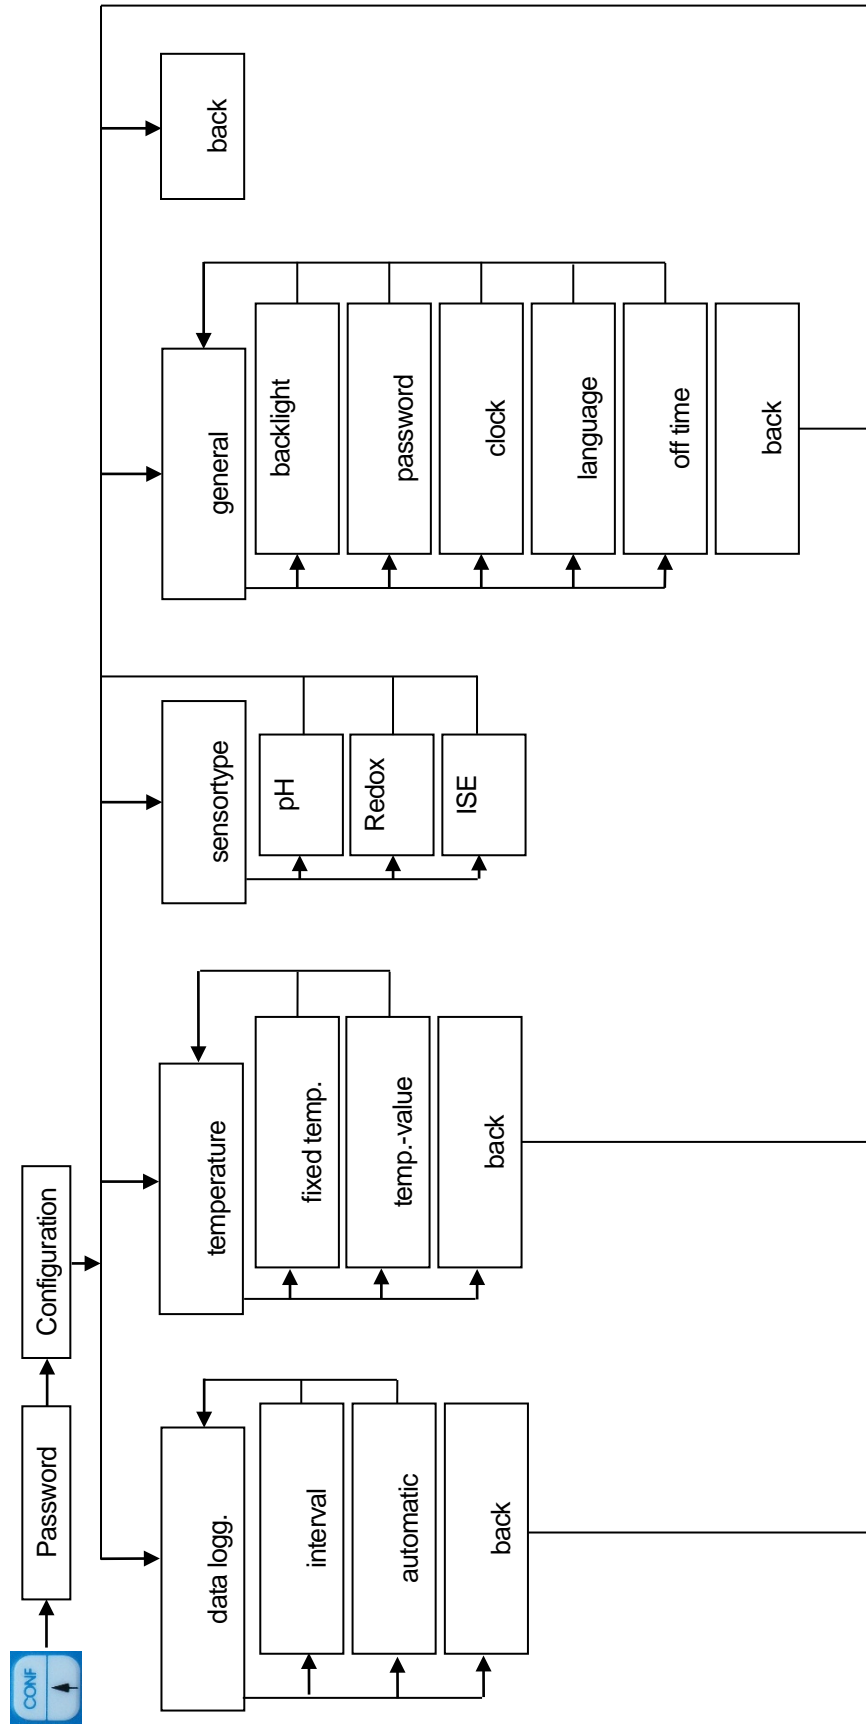 CONF
Password
Configuration
data logg.
interval
automatic
back
temperature
fixed temp.
temp.-value
back
sensortype
pH
Redox
ISE
general
backlight
password
clock
language
off time
back
back